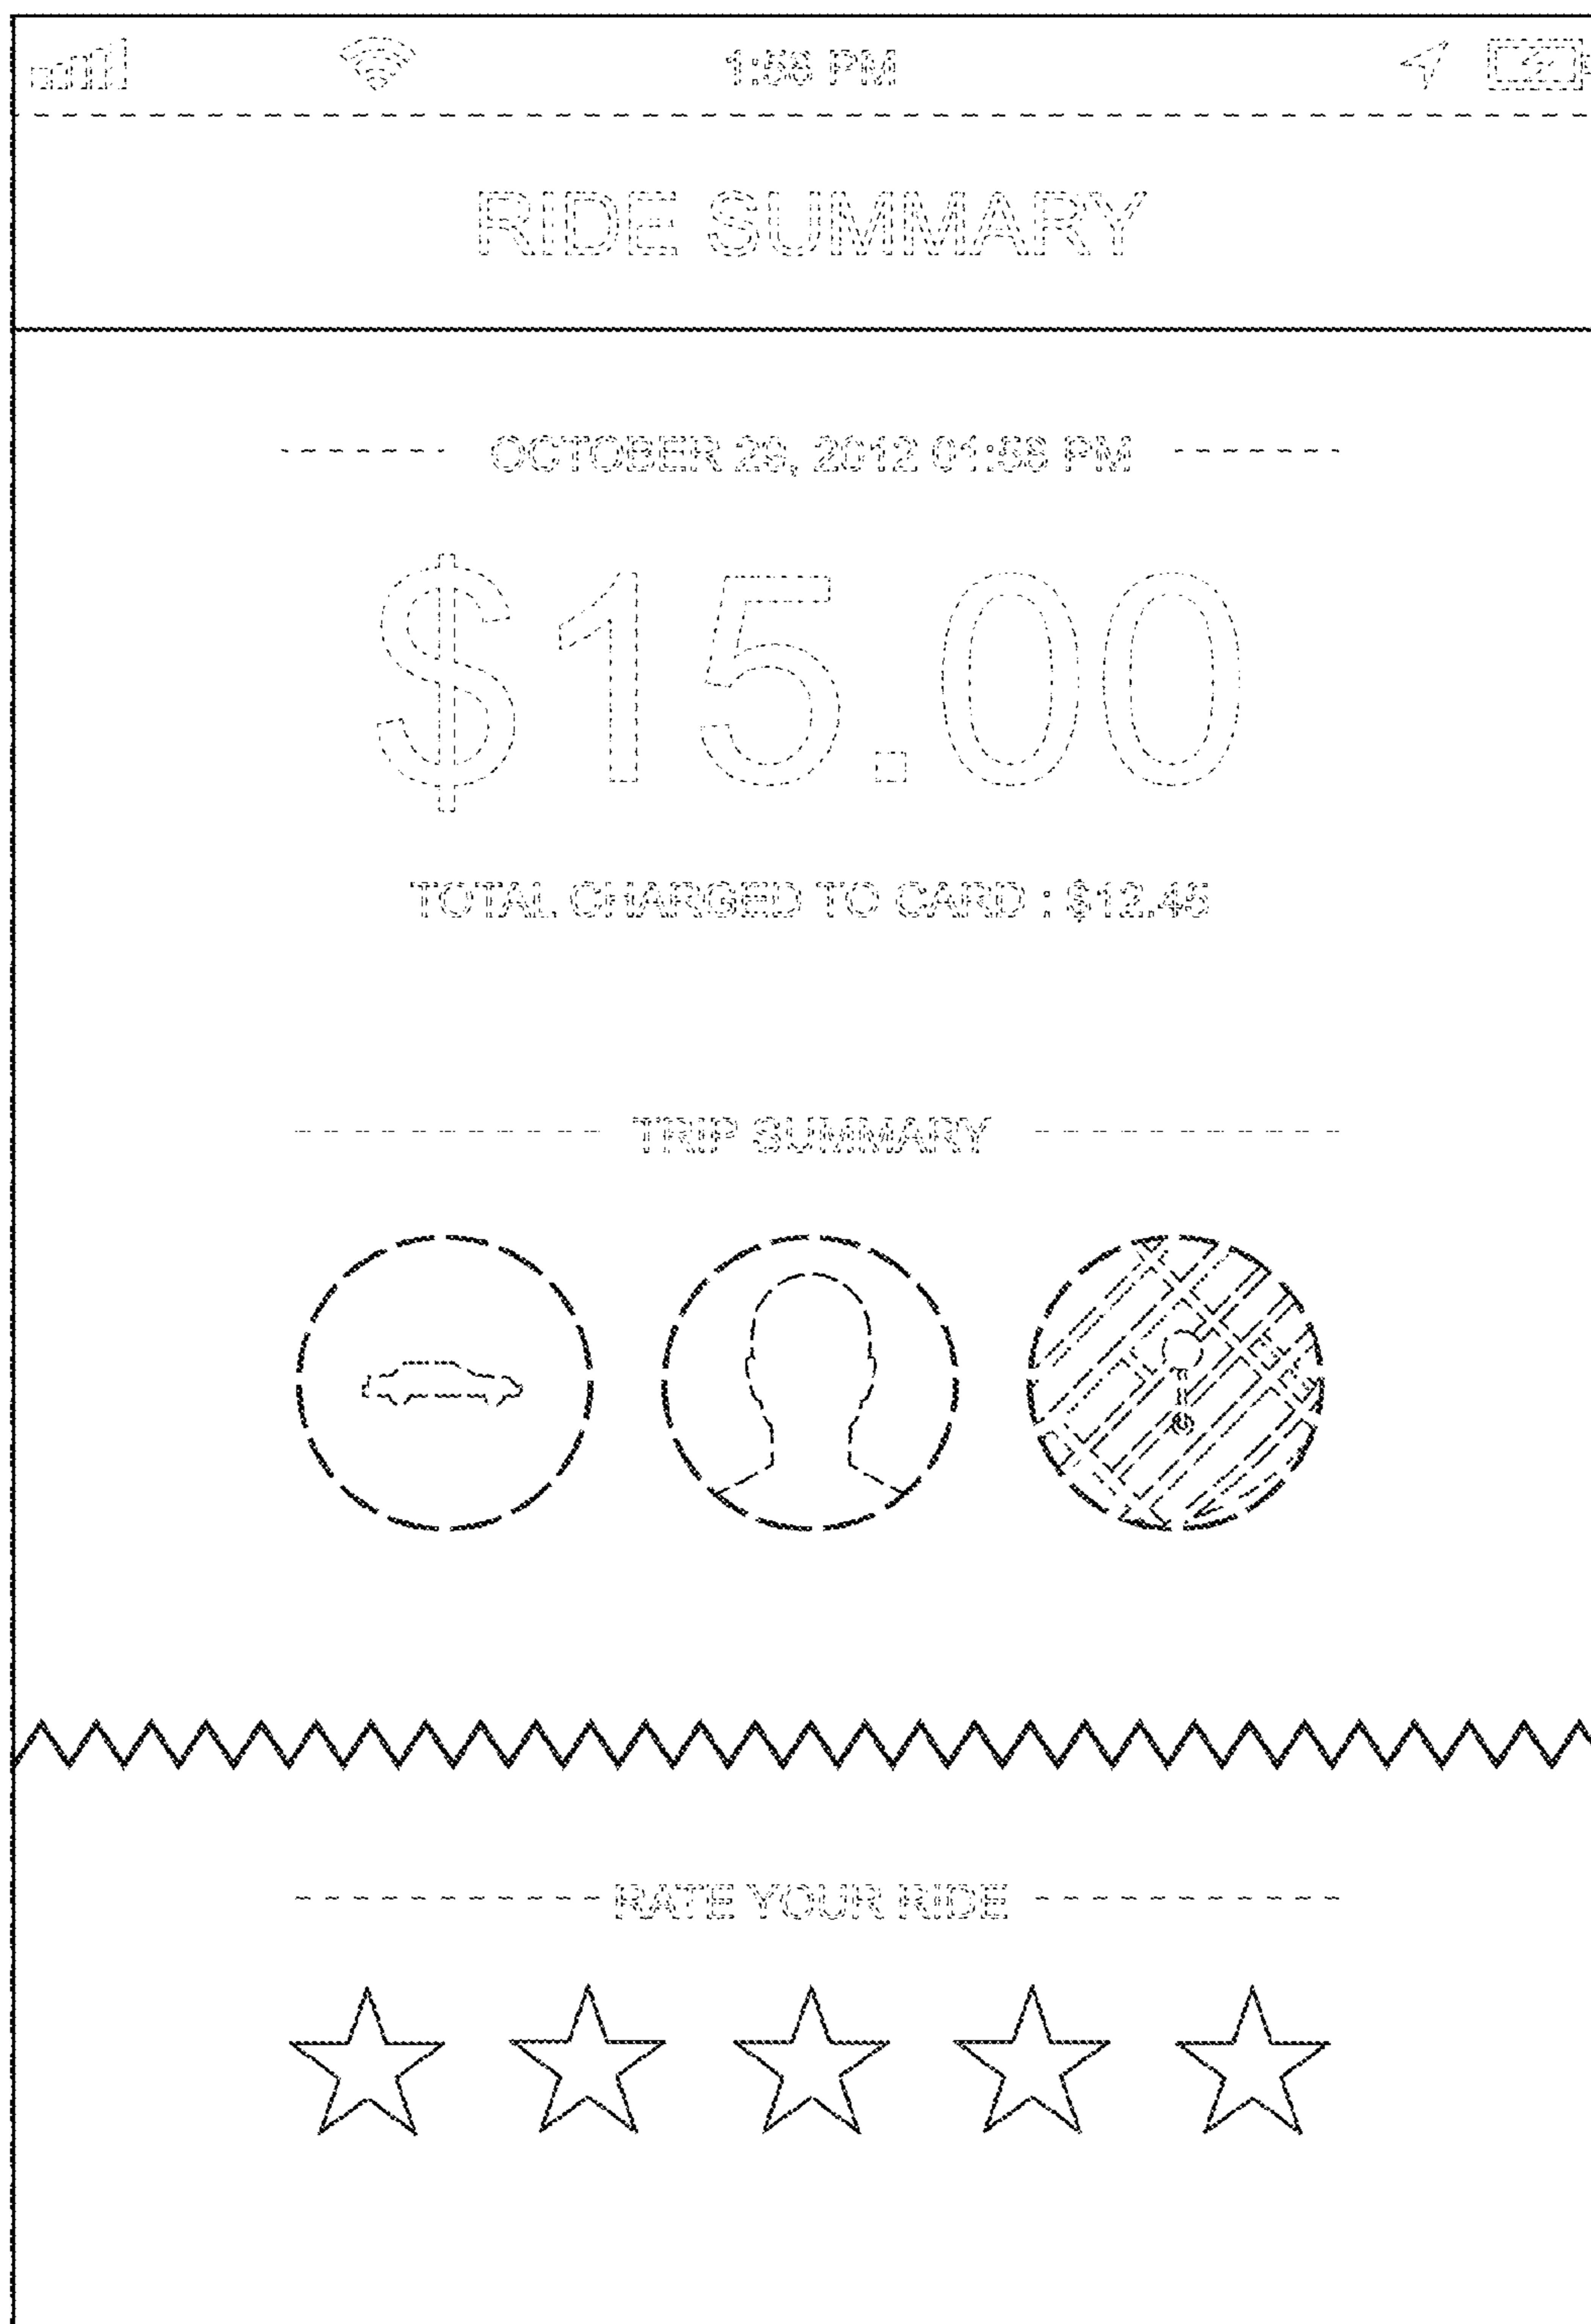 1:58 PM
RIDE SUMMARY
OCTOBER 29, 2012 01:58 PM
$15.00
TOTAL CHARGED TO CARD : $12.45
TRIP SUMMARY
RATE YOUR RIDE